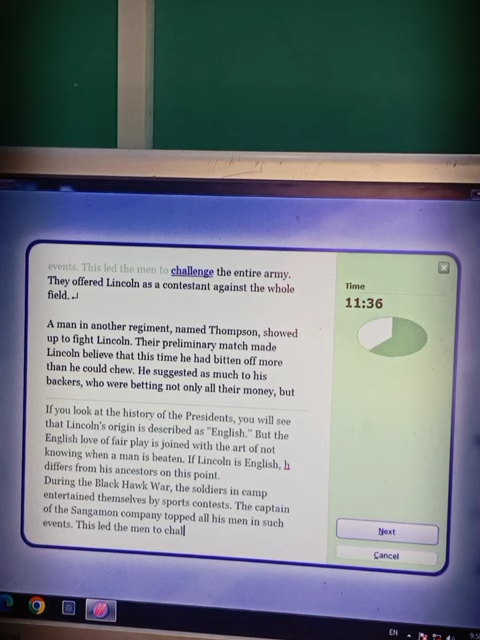 events. This led the men to challenge the entire army.
They offered Lincoln as a contestant against the whole
field.↵
A man in another regiment, named Thompson, showed
up to fight Lincoln. Their preliminary match made
Lincoln believe that this time he had bitten off more
than he could chew. He suggested as much to his
backers, who were betting not only all their money, but
If you look at the history of the Presidents, you will see
that Lincoln's origin is described as "English." But the
English love of fair play is joined with the art of not
knowing when a man is beaten. If Lincoln is English, h
differs from his ancestors on this point.
During the Black Hawk War, the soldiers in camp
entertained themselves by sports contests. The captain
of the Sangamon company topped all his men in such
events. This led the men to chal
Time
11:36
Next
Cancel
EN